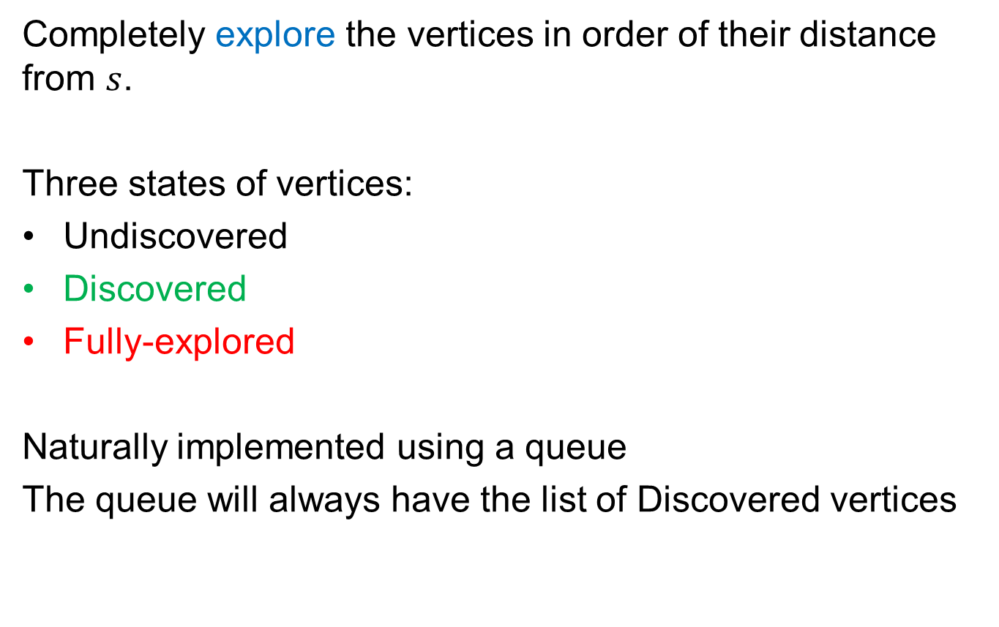 Completely explore the vertices in order of their distance
from s.
Three states of vertices:
• Undiscovered
• Discovered
• Fully-explored
Naturally implemented using a queue
The queue will always have the list of Discovered vertices